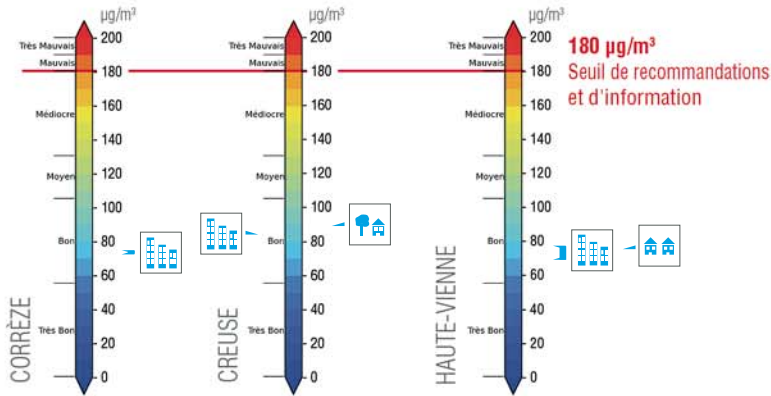 µg/m³
200
180
160
140
120
100
80
60
40
20
0
Très Mauvais
Mauvais
Médiocre
Moyen
Bon
Très Bon
CORRÈZE
µg/m³
200
180
160
140
120
100
80
60
40
20
0
Très Mauvais
Mauvais
Médiocre
Moyen
Bon
Très Bon
CREUSE
µg/m³
200
180
160
140
120
100
80
60
40
20
0
Très Mauvais
Mauvais
Médiocre
Moyen
Bon
Très Bon
HAUTE-VIENNE
180 µg/m³
Seuil de recommandations
et d'information